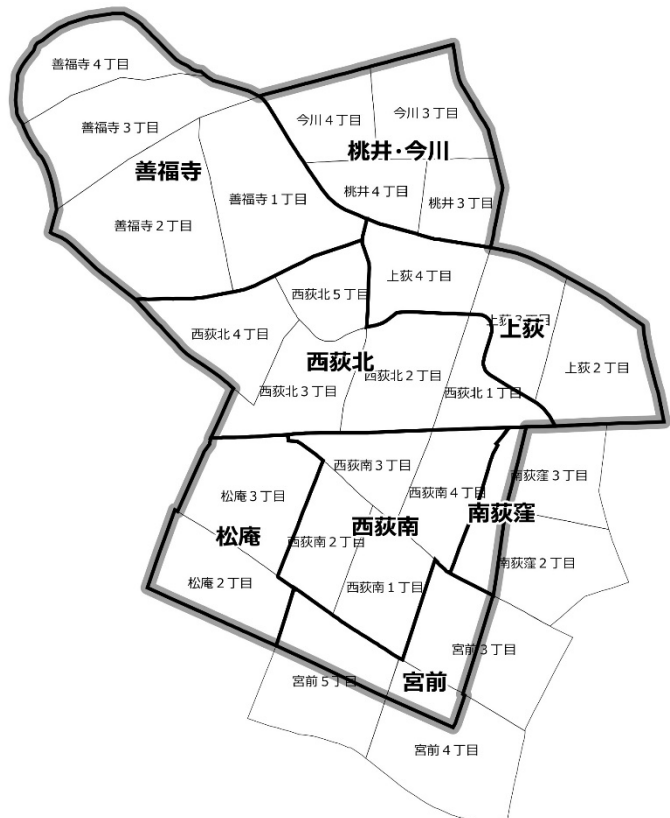 善福寺４丁目
善福寺３丁目
今川４丁目
今川３丁目
桃井・今川
善福寺
桃井４丁目
桃井３丁目
善福寺１丁目
善福寺２丁目
上荻４丁目
西荻北５丁目
上荻３丁目
上荻
西荻北４丁目
西荻北
上荻２丁目
西荻北２丁目
西荻北３丁目
西荻北１丁目
西荻南３丁目
南荻窪３丁目
松庵３丁目
西荻南４丁目
南荻窪
西荻南
松庵
西荻南２丁目
南荻窪２丁目
松庵２丁目
西荻南１丁目
宮前３丁目
宮前５丁目
宮前
宮前４丁目